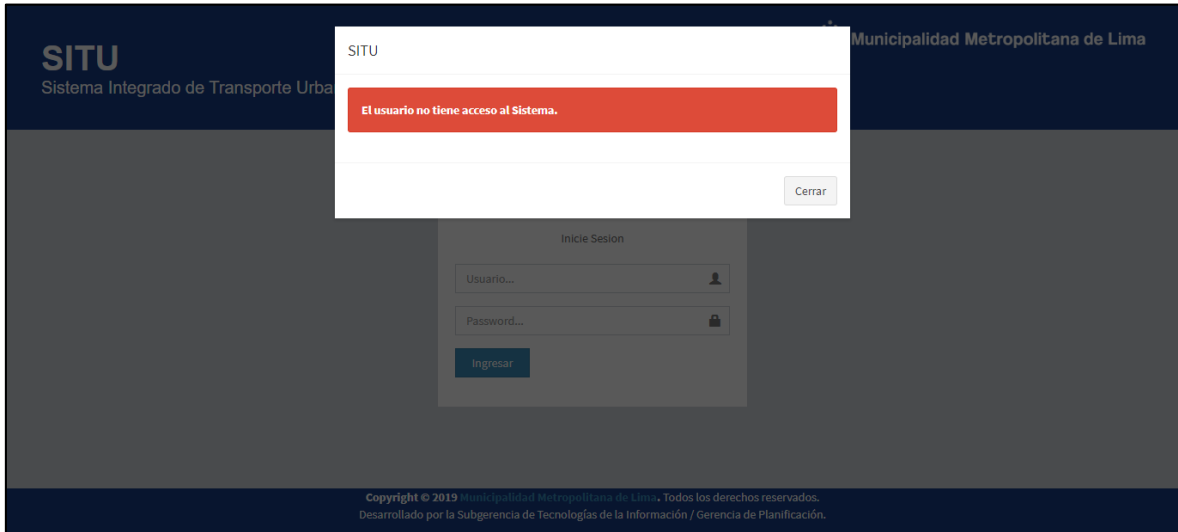 SITU
Sistema Integrado de Transporte Urba
Municipalidad Metropolitana de Lima
SITU
El usuario no tiene acceso al Sistema.
Cerrar
Inicie Sesion
Usuario...
Password...
Ingresar
Copyright © 2019 Municipalidad Metropolitana de Lima. Todos los derechos reservados.
Desarrollado por la Subgerencia de Tecnologías de la Información / Gerencia de Planificación.